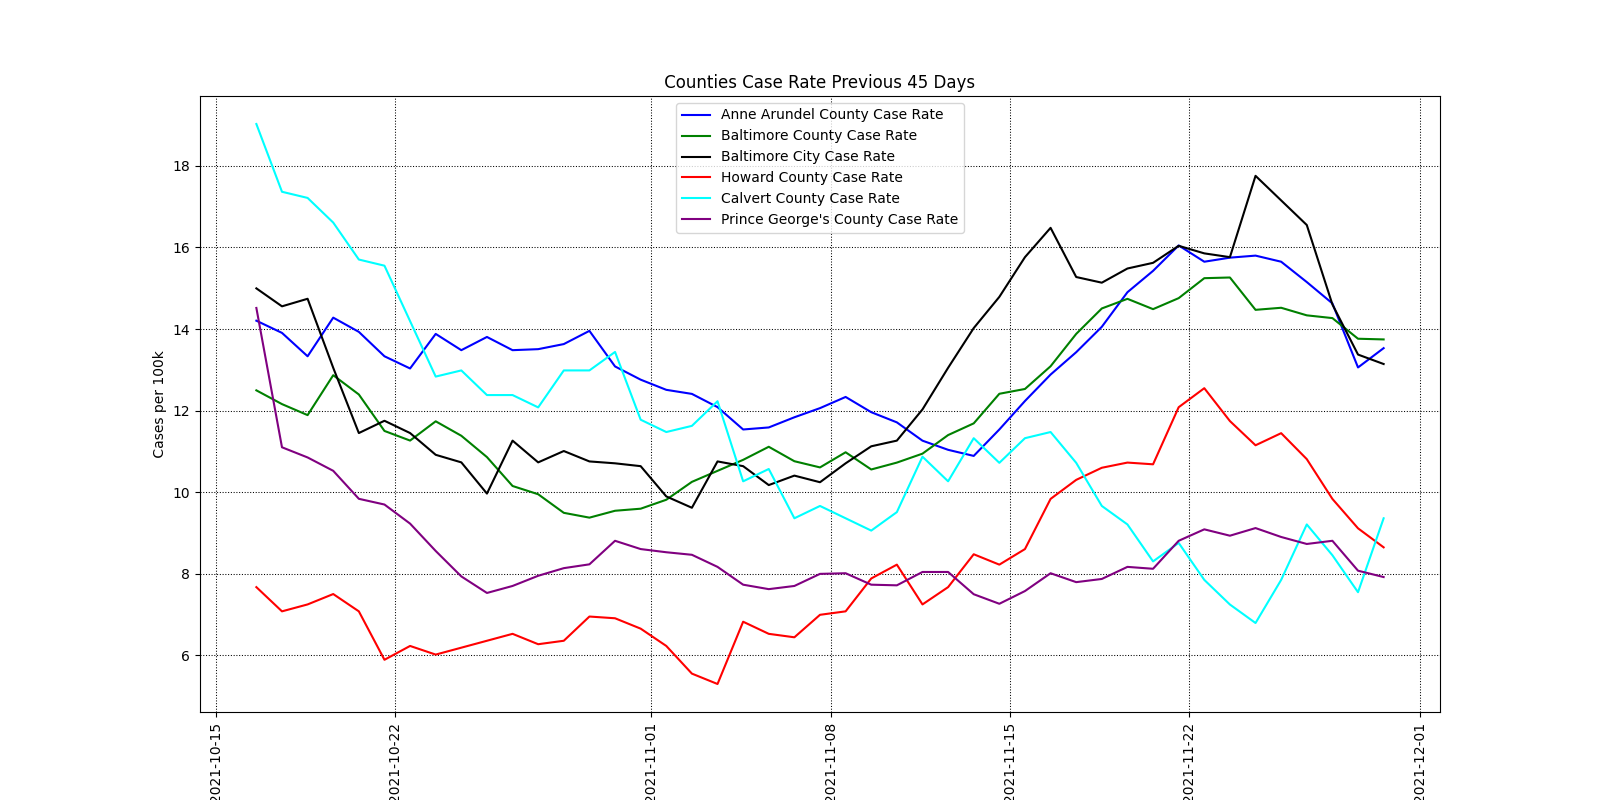 Counties Case Rate Previous 45 Days
Anne Arundel County Case Rate
Baltimore County Case Rate
Baltimore City Case Rate
Howard County Case Rate
Calvert County Case Rate
Prince George's County Case Rate
Cases per 100k
18
16
14
12
10
8
6
2021-10-15
2021-10-22
2021-11-01
2021-11-08
2021-11-15
2021-11-22
2021-12-01